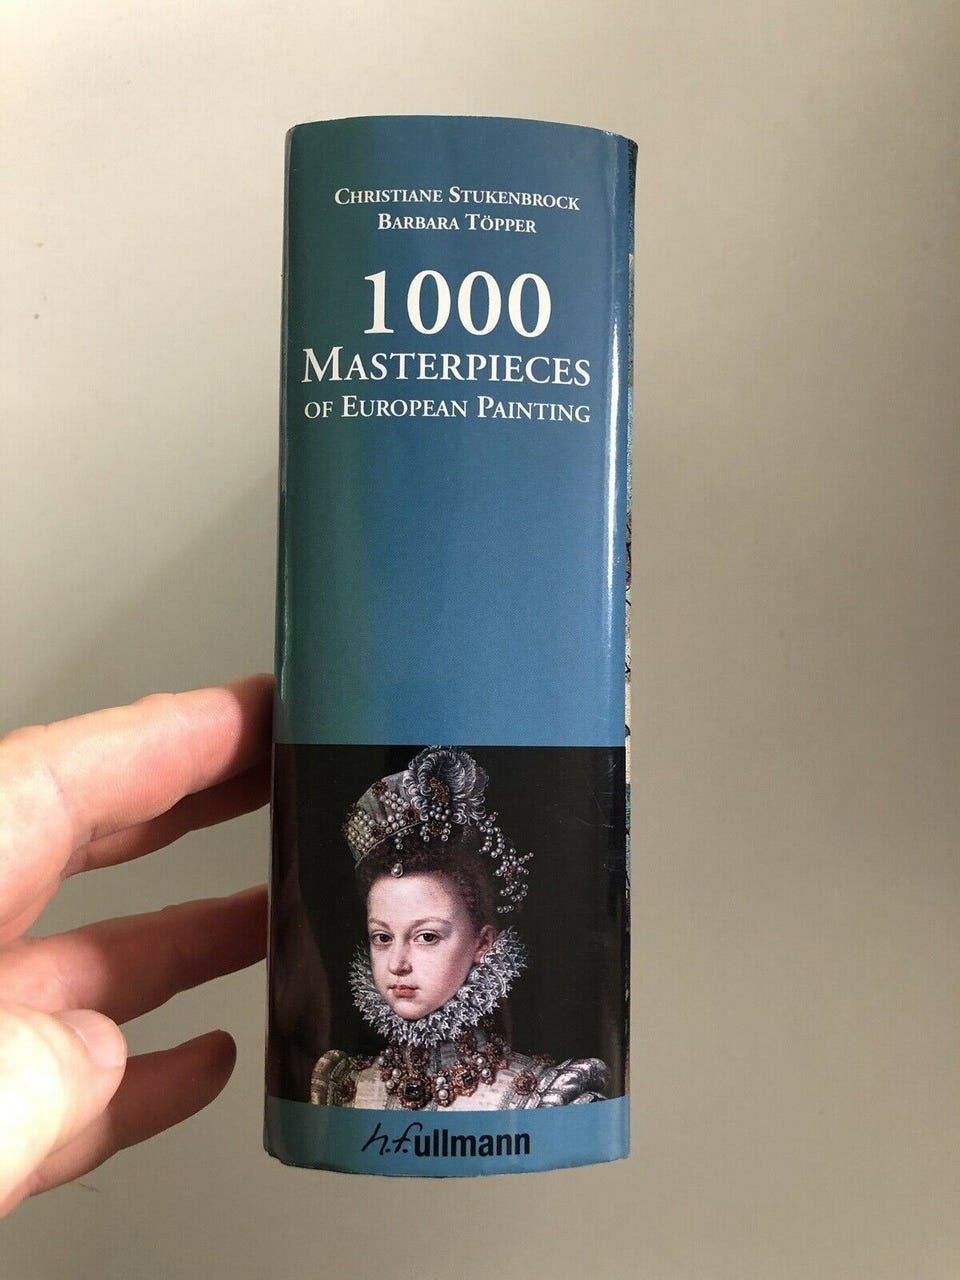 Christiane Stukenbrock
Barbara Töpper
1000
Masterpieces
of European Painting
h.f.ullmann